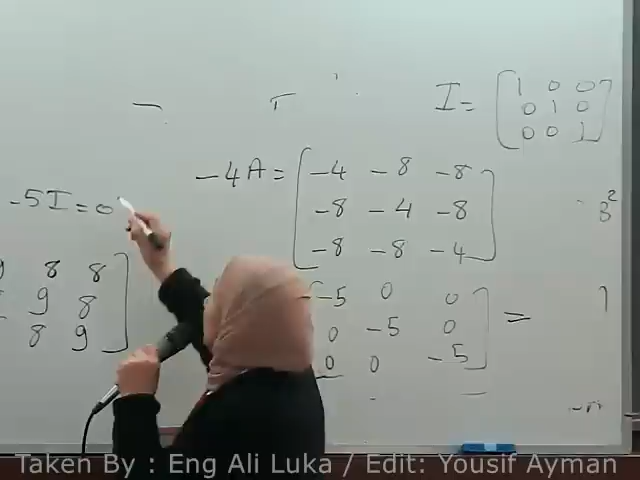 I = [1 0 0
0 1 0
0 0 1]
-4A = [-4 -8 -8
-8 -4 -8
-8 -8 -4]
-5I = 0
8 8
9 8
8 9]
-5 0 0
0 -5 0
0 0 -5] =
Taken By : Eng Ali Luka / Edit: Yousif Ayman